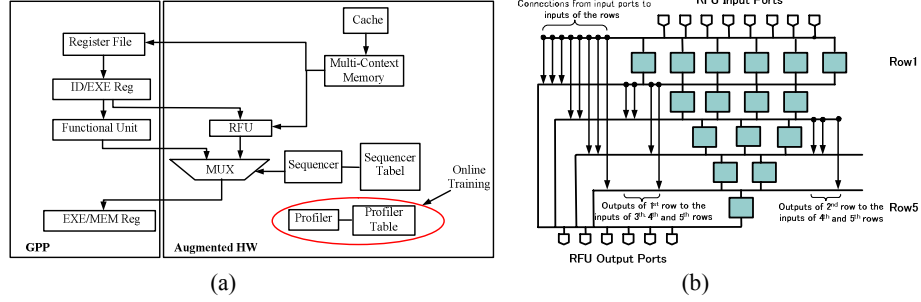 Cache
Register File
Multi-Context
Memory
ID/EXE Reg
Functional Unit
RFU
MUX
Sequencer
Sequencer
Tabel
Online
Training
EXE/MEM Reg
Profiler
Profiler
Table
GPP
Augmented HW
(a)
Connections from input ports to
inputs of the rows
RFU Input Ports
Row1
Outputs of 1st row to the
inputs of 3th 4th and 5th rows
Outputs of 2nd row to the
inputs of 4th and 5th rows
Row5
RFU Output Ports
(b)